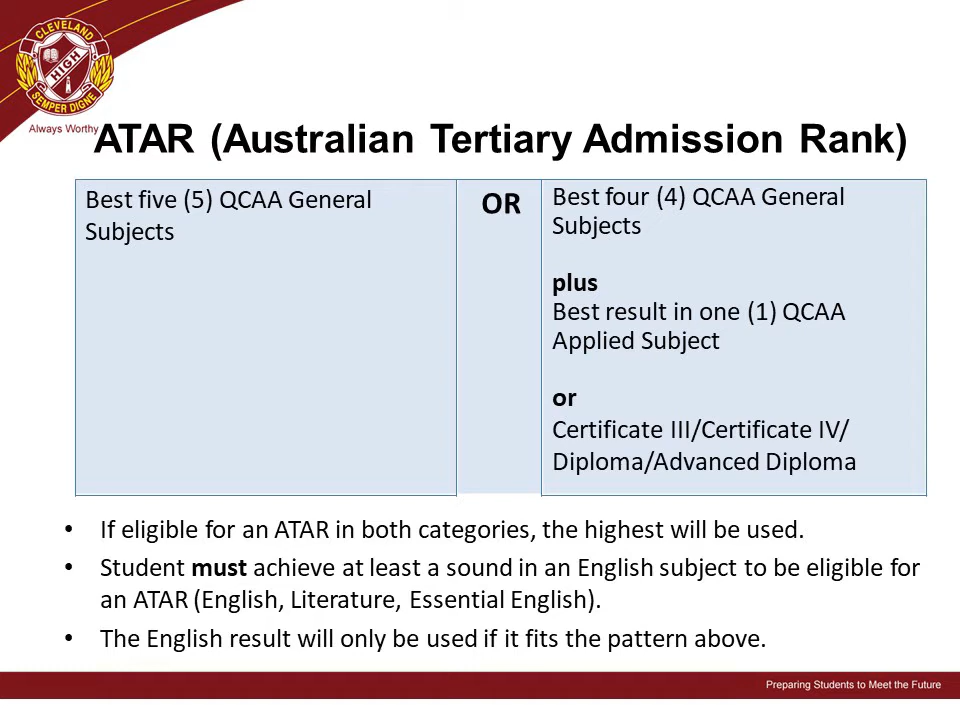 CLEVELAND
HIGH
SEMPER DIGNE
Always Worthy
ATAR (Australian Tertiary Admission Rank)
Best five (5) QCAA General
Subjects
OR
Best four (4) QCAA General
Subjects
plus
Best result in one (1) QCAA
Applied Subject
or
Certificate III/Certificate IV/
Diploma/Advanced Diploma
• If eligible for an ATAR in both categories, the highest will be used.
• Student must achieve at least a sound in an English subject to be eligible for
an ATAR (English, Literature, Essential English).
• The English result will only be used if it fits the pattern above.
Preparing Students to Meet the Future